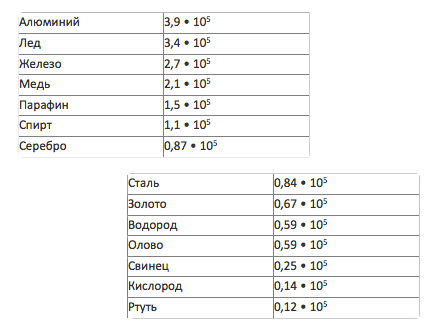 Алюминий 3,9 • 10⁵
Лед 3,4 • 10⁵
Железо 2,7 • 10⁵
Медь 2,1 • 10⁵
Парафин 1,5 • 10⁵
Спирт 1,1 • 10⁵
Серебро 0,87 • 10⁵
Сталь 0,84 • 10⁵
Золото 0,67 • 10⁵
Водород 0,59 • 10⁵
Олово 0,59 • 10⁵
Свинец 0,25 • 10⁵
Кислород 0,14 • 10⁵
Ртуть 0,12 • 10⁵